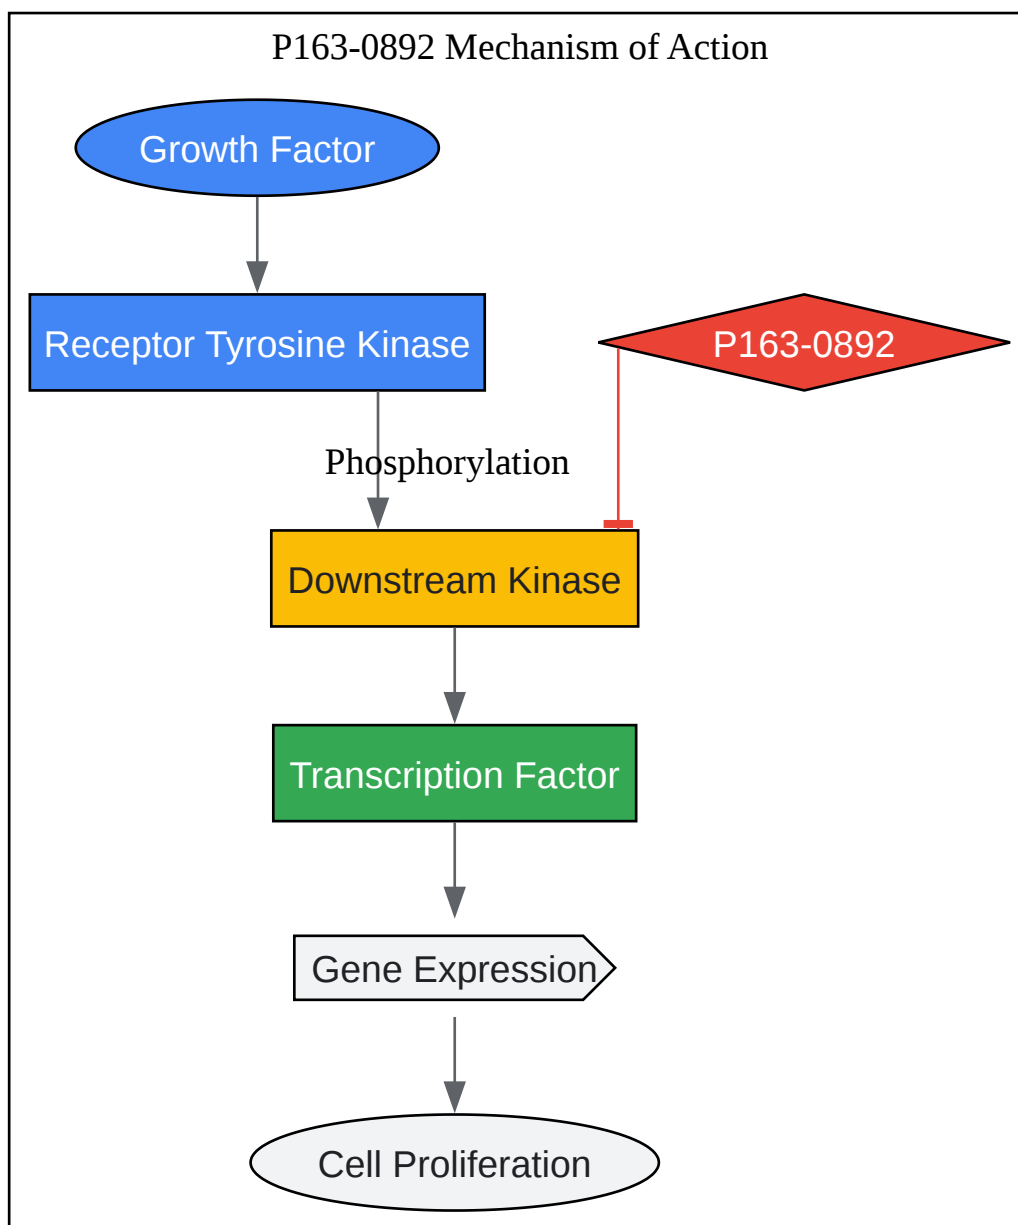 P163-0892 Mechanism of Action
Growth Factor
Receptor Tyrosine Kinase
P163-0892
Phosphorylation
Downstream Kinase
Transcription Factor
Gene Expression
Cell Proliferation